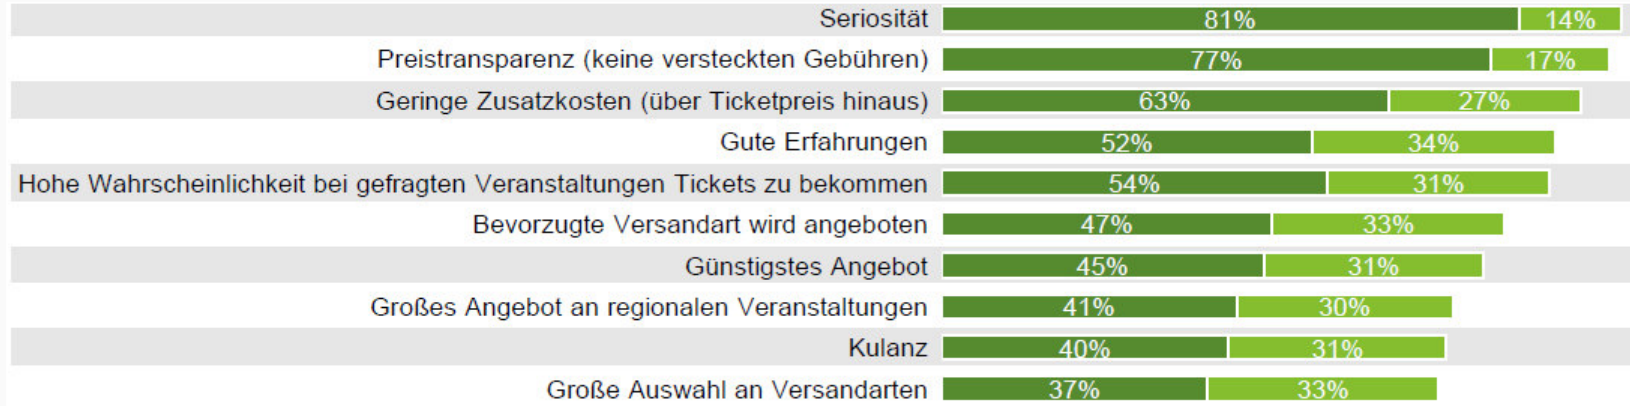 Seriosität 81% 14%
Preistransparenz (keine versteckten Gebühren) 77% 17%
Geringe Zusatzkosten (über Ticketpreis hinaus) 63% 27%
Gute Erfahrungen 52% 34%
Hohe Wahrscheinlichkeit bei gefragten Veranstaltungen Tickets zu bekommen 54% 31%
Bevorzugte Versandart wird angeboten 47% 33%
Günstigstes Angebot 45% 31%
Großes Angebot an regionalen Veranstaltungen 41% 30%
Kulanz 40% 31%
Große Auswahl an Versandarten 37% 33%